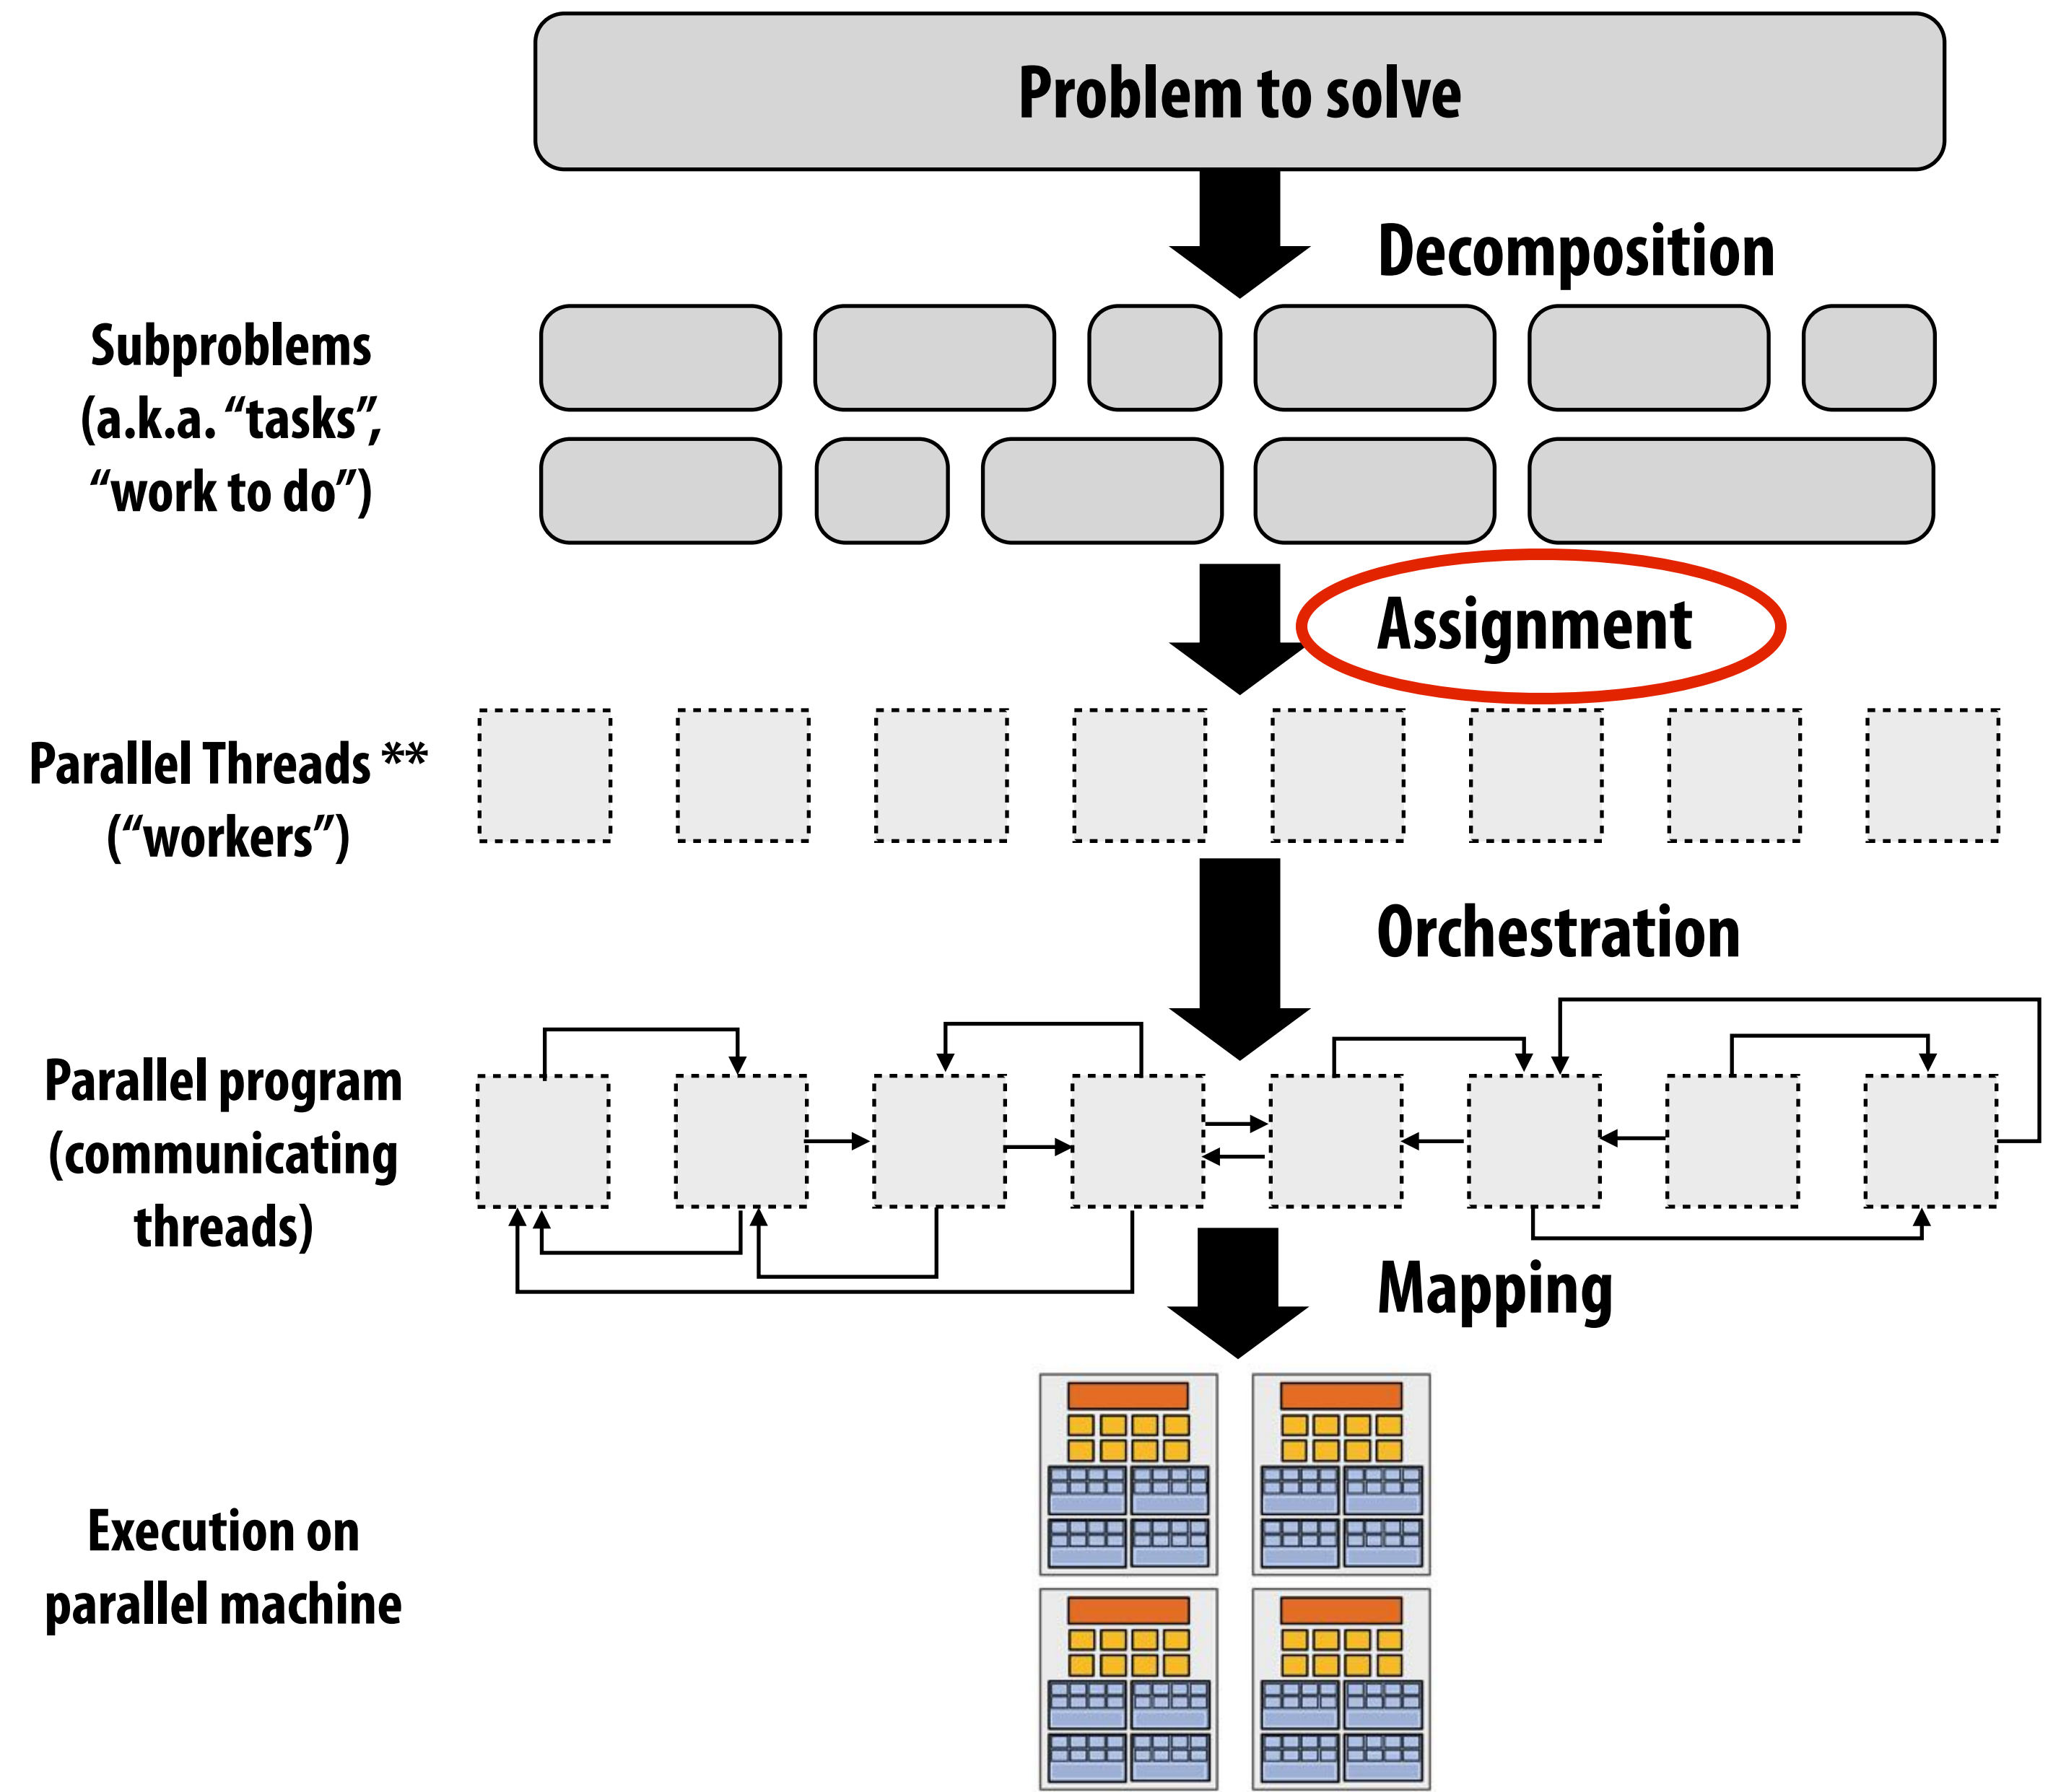 Problem to solve
Decomposition
Subproblems
(a.k.a. “tasks”,
“work to do”)
Assignment
Parallel Threads **
(“workers”)
Orchestration
Parallel program
(communicating
threads)
Mapping
Execution on
parallel machine